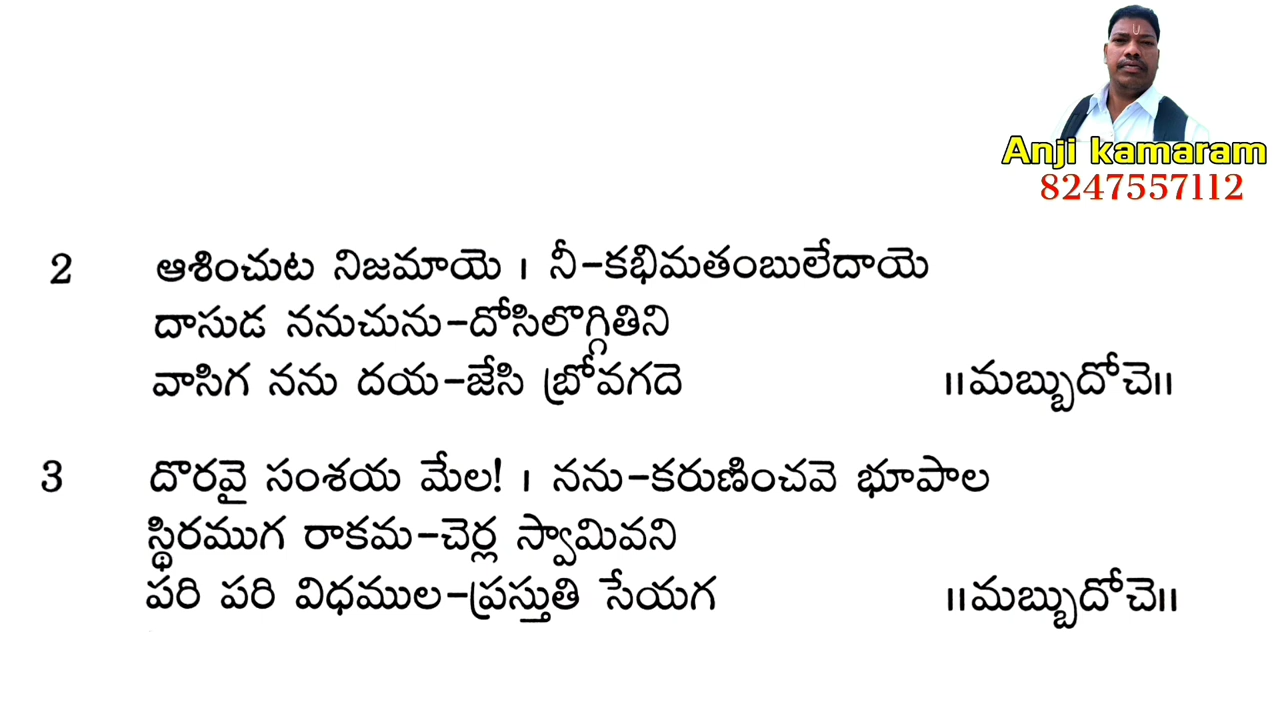 Anji kamaram
8247557112
2 ఆశించుట నిజమాయె । నీ-కభిమతంబులేదాయె
దాసుడ ననుచును-దోసిలొగ్గితిని
వాసిగ నను దయ-జేసి బ్రోవగదె ॥మబ్బుదోచె॥
3 దొరవై సంశయ మేల! । నను-కరుణించవె భూపాల
స్థిరముగ రాకమ-చెర్ల స్వామివని
పరి పరి విధముల-ప్రస్తుతి సేయగ ॥మబ్బుదోచె॥